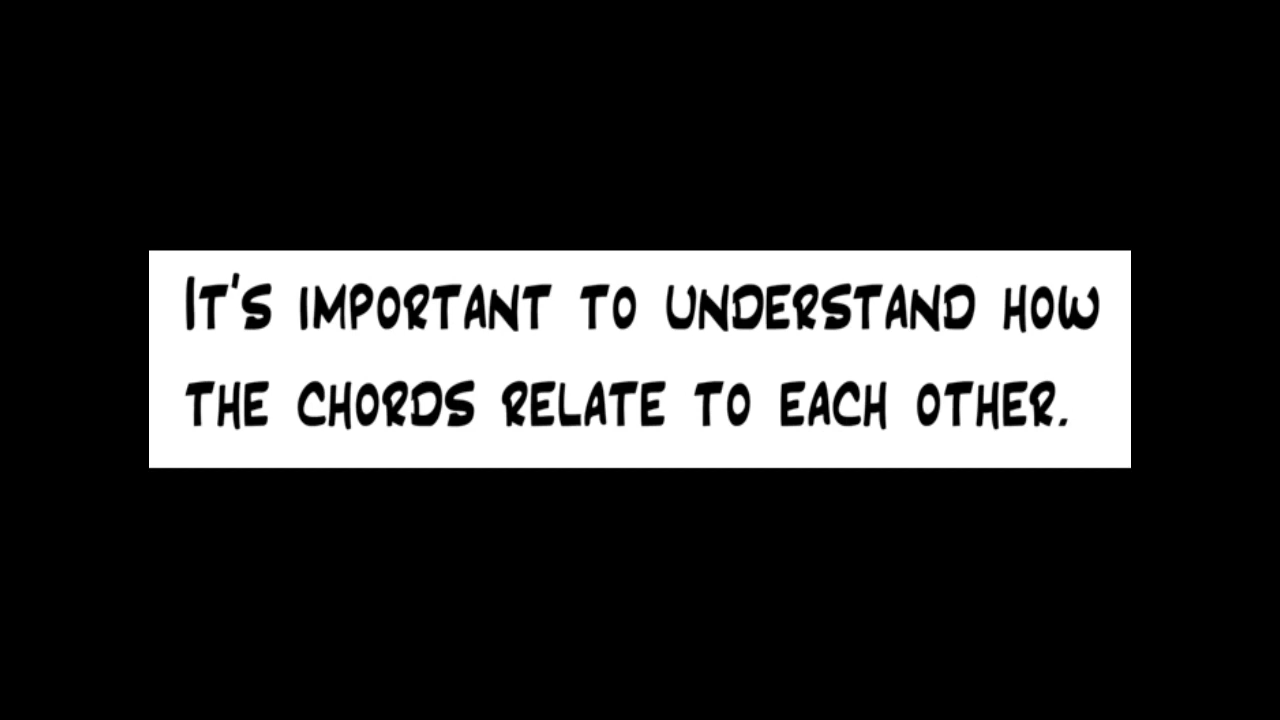 It's important to understand how
the chords relate to each other.